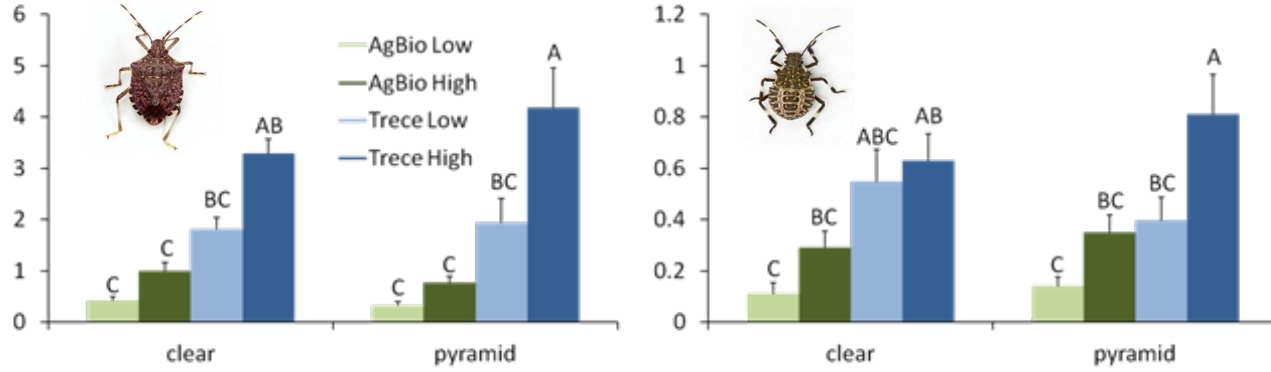 6
5
4
3
2
1
0
C
C
BC
AB
C
C
BC
A
clear
pyramid
AgBio Low
AgBio High
Trece Low
Trece High
1.2
1
0.8
0.6
0.4
0.2
0
C
BC
ABC
AB
C
BC
BC
A
clear
pyramid